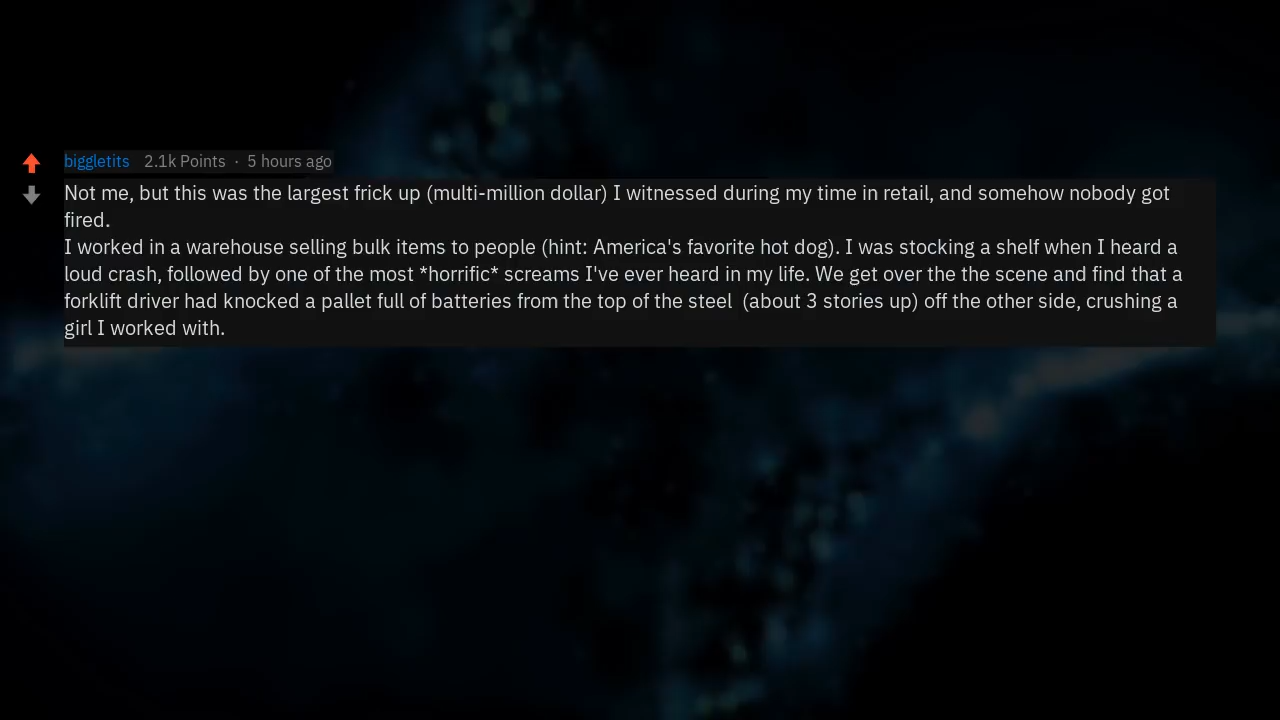 biggletits 2.1k Points · 5 hours ago
Not me, but this was the largest frick up (multi-million dollar) I witnessed during my time in retail, and somehow nobody got
fired.
I worked in a warehouse selling bulk items to people (hint: America's favorite hot dog). I was stocking a shelf when I heard a
loud crash, followed by one of the most *horrific* screams I've ever heard in my life. We get over the the scene and find that a
forklift driver had knocked a pallet full of batteries from the top of the steel  (about 3 stories up) off the other side, crushing a
girl I worked with.